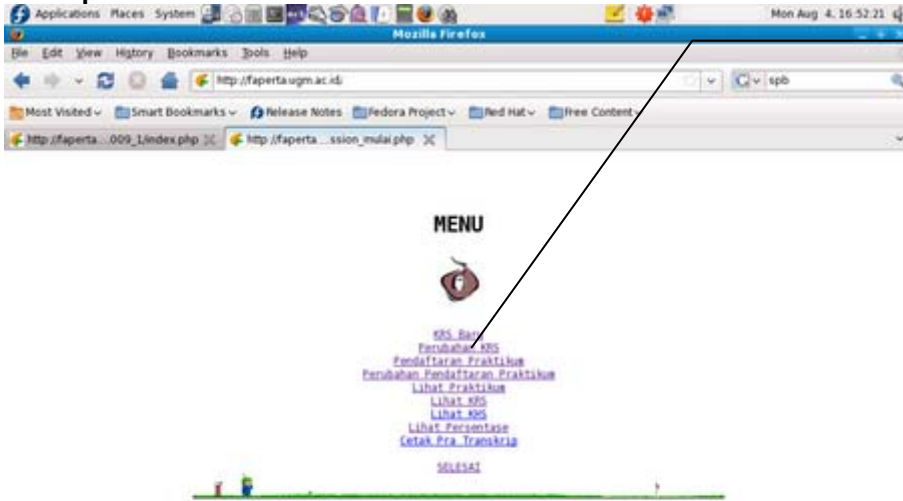 Applications Places System Mon Aug 4, 16:52:21
Mozilla Firefox
File Edit View History Bookmarks Tools Help
http://faperta.ugm.ac.id/ spb
Most Visited Smart Bookmarks Release Notes Fedora Project Red Hat Free Content
http://faperta...009_1/index.php http://faperta...ssion_mulai.php
MENU
KRS Baru
Perubahan KRS
Pendaftaran Praktikum
Perubahan Pendaftaran Praktikum
Lihat Praktikum
Lihat KRS
Lihat KHS
Lihat Persentase
Cetak Pra Transkrip
SELESAI